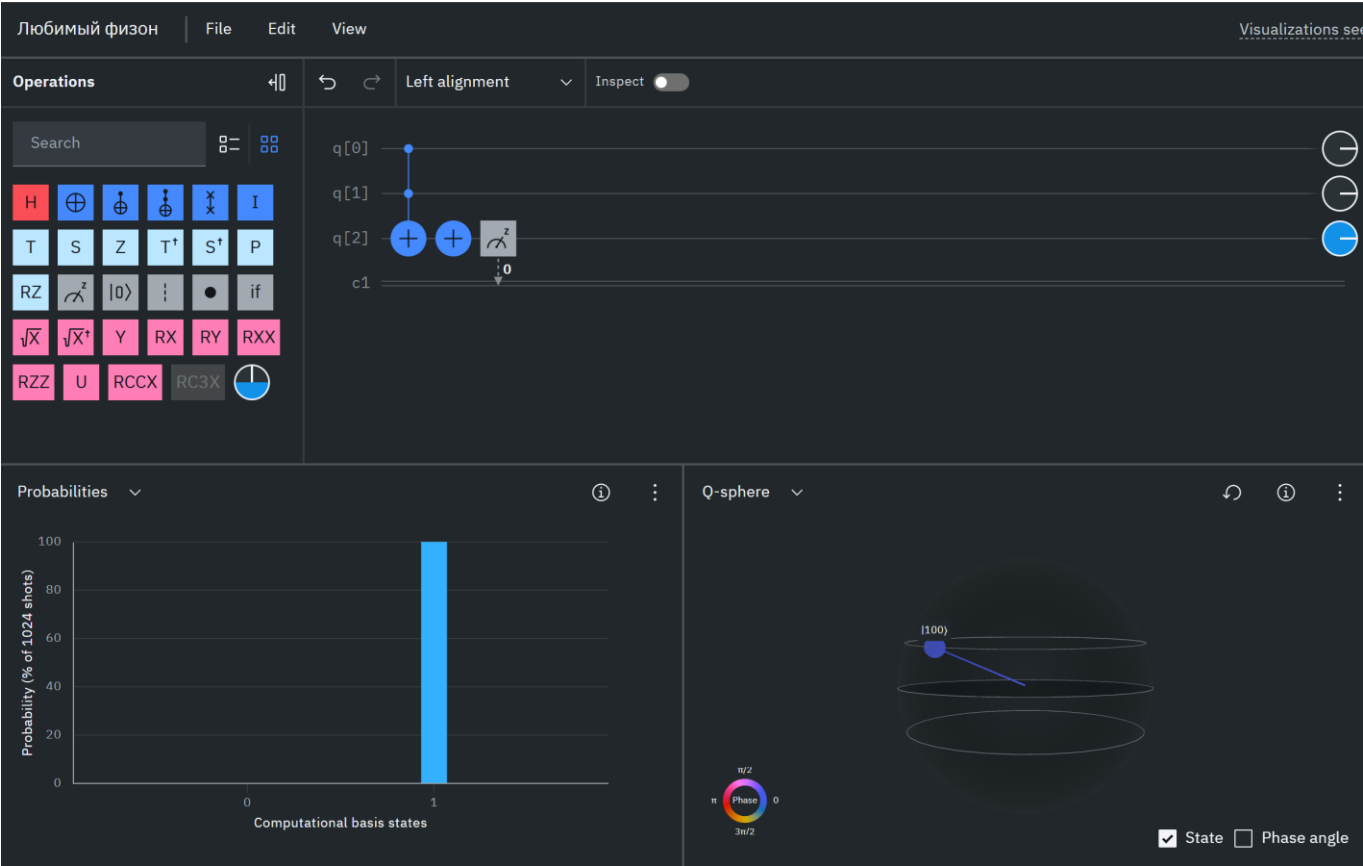 Любимый физон File Edit View Visualizations see
Operations Left alignment Inspect
Search
H I
T S Z T† S† P
RZ z |0⟩ if
√X √X† Y RX RY RXX
RZZ U RCCX RC3X
q[0]
q[1]
q[2] z
0
c1
Probabilities
100
80
60
40
20
0
Probability (% of 1024 shots)
0 1
Computational basis states
Q-sphere
|100⟩
π/2
π Phase 0
3π/2
State Phase angle